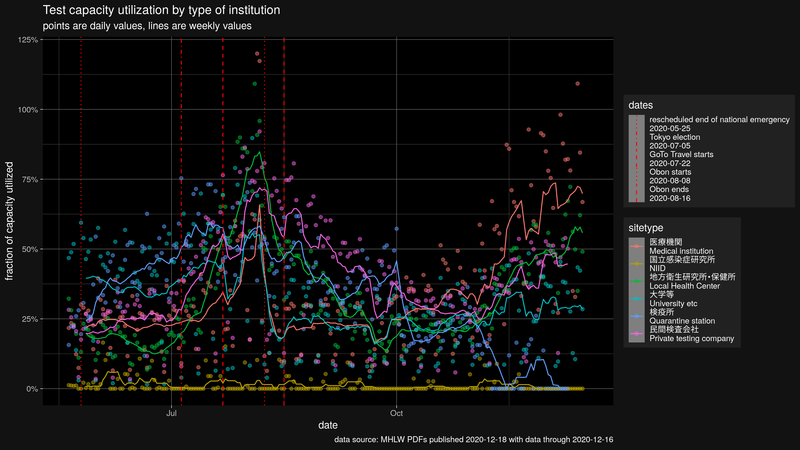 Test capacity utilization by type of institution
points are daily values, lines are weekly values
125%
100%
75%
50%
25%
0%
fraction of capacity utilized
Jul
Oct
date
dates
rescheduled end of national emergency
2020-05-25
Tokyo election
2020-07-05
GoTo Travel starts
2020-07-22
Obon starts
2020-08-08
Obon ends
2020-08-16
sitetype
医療機関
Medical institution
国立感染症研究所
NIID
地方衛生研究所・保健所
Local Health Center
大学等
University etc
検疫所
Quarantine station
民間検査会社
Private testing company
data source: MHLW PDFs published 2020-12-18 with data through 2020-12-16